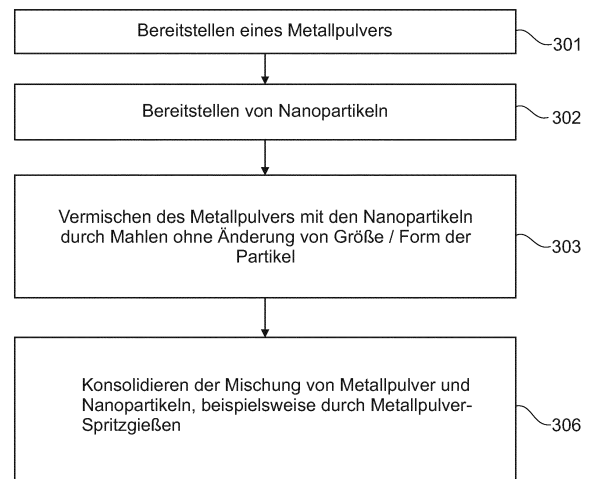 Bereitstellen eines Metallpulvers
301
Bereitstellen von Nanopartikeln
302
Vermischen des Metallpulvers mit den Nanopartikeln
durch Mahlen ohne Änderung von Größe / Form der
Partikel
303
Konsolidieren der Mischung von Metallpulver und
Nanopartikeln, beispielsweise durch Metallpulver-
Spritzgießen
306